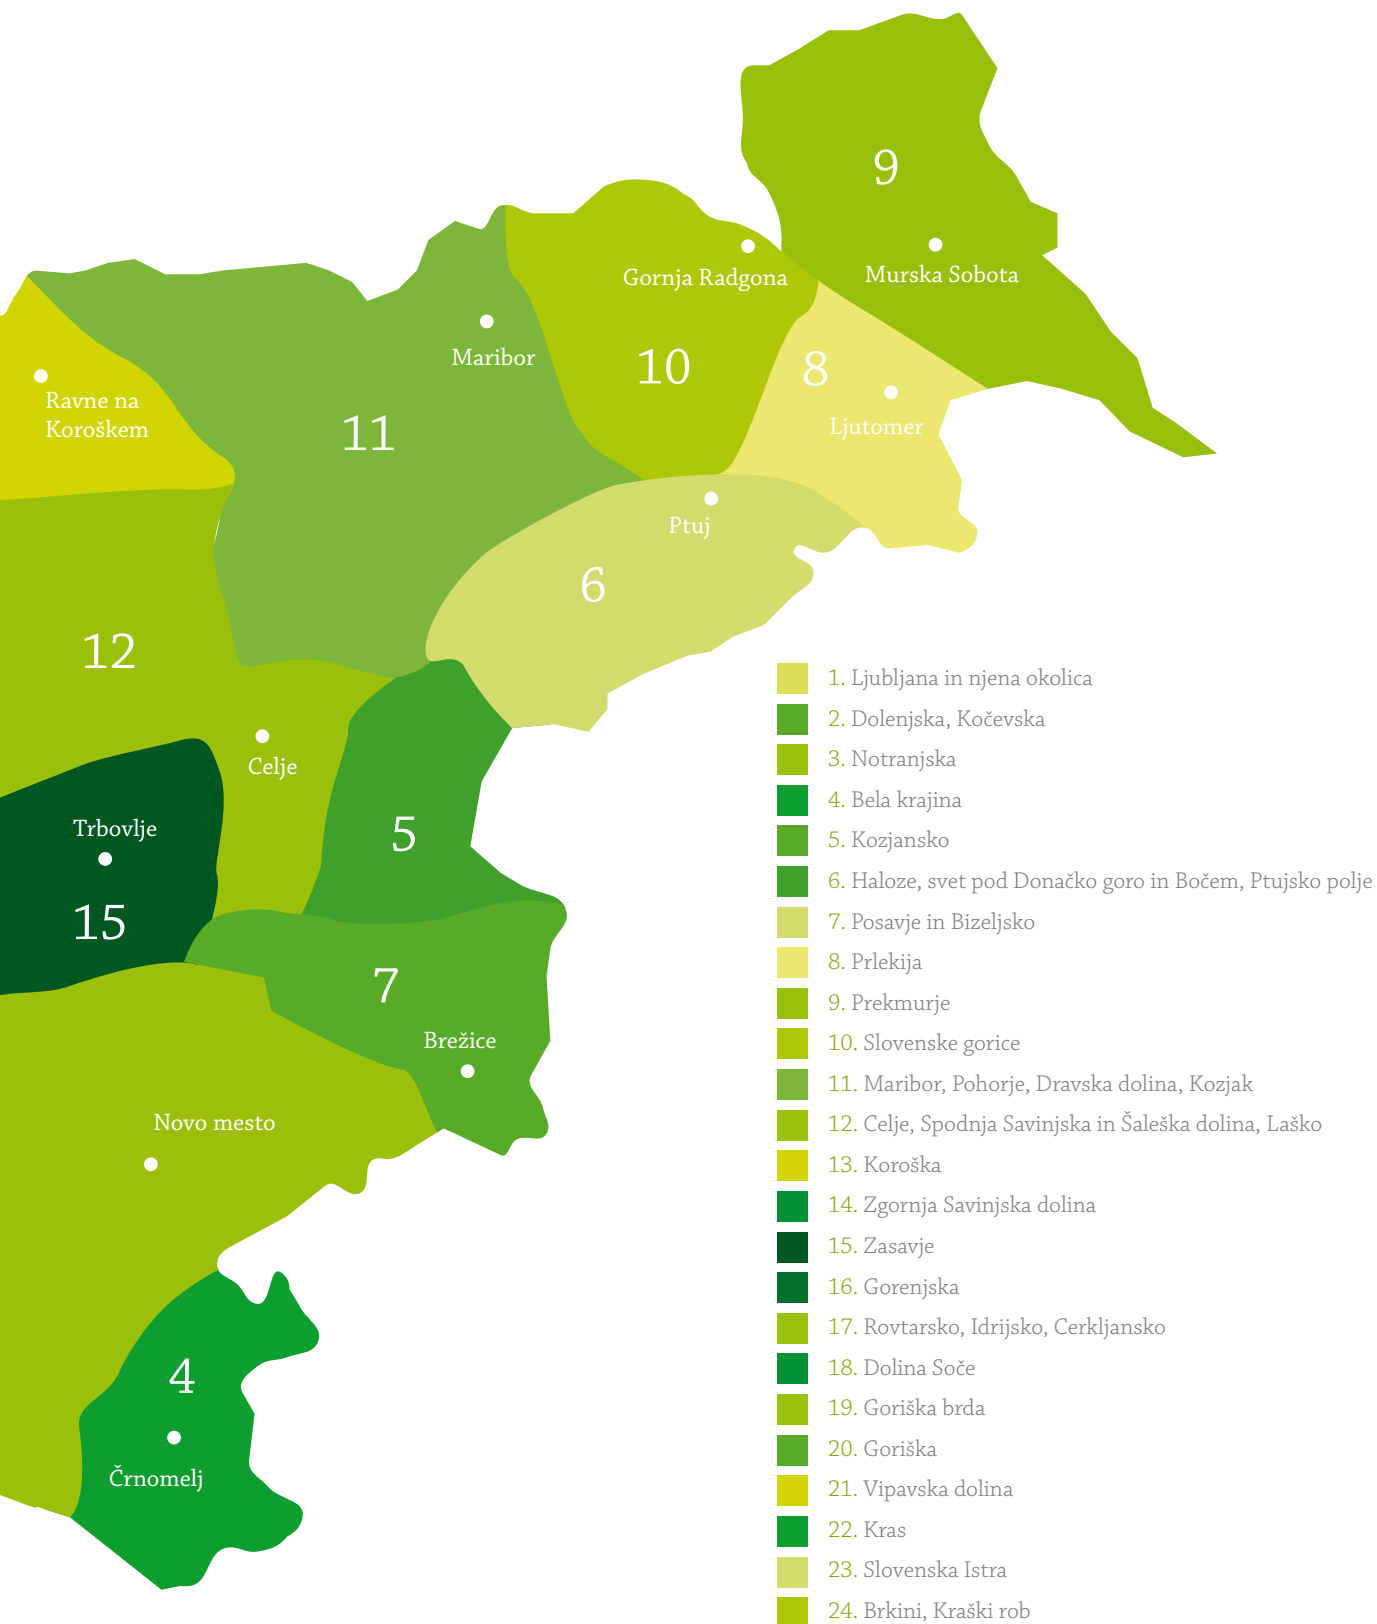 9
Gornja Radgona
Murska Sobota
Maribor
10
8
Ravne na
Koroškem
11
Ljutomer
Ptuj
6
12
Celje
Trbovlje
5
15
7
Brežice
Novo mesto
4
Črnomelj
1. Ljubljana in njena okolica
2. Dolenjska, Kočevska
3. Notranjska
4. Bela krajina
5. Kozjansko
6. Haloze, svet pod Donačko goro in Bočem, Ptujsko polje
7. Posavje in Bizeljsko
8. Prlekija
9. Prekmurje
10. Slovenske gorice
11. Maribor, Pohorje, Dravska dolina, Kozjak
12. Celje, Spodnja Savinjska in Šaleška dolina, Laško
13. Koroška
14. Zgornja Savinjska dolina
15. Zasavje
16. Gorenjska
17. Rovtarsko, Idrijsko, Cerkljansko
18. Dolina Soče
19. Goriška brda
20. Goriška
21. Vipavska dolina
22. Kras
23. Slovenska Istra
24. Brkini, Kraški rob